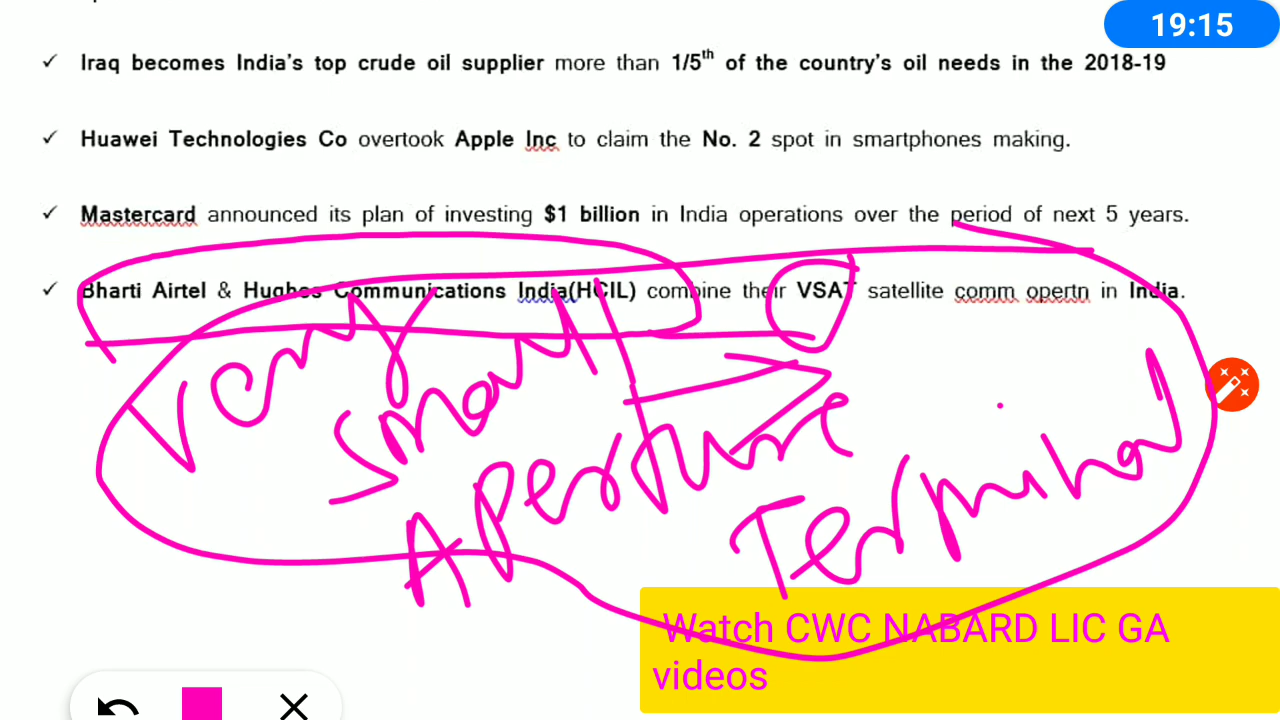 19:15
✓ Iraq becomes India's top crude oil supplier more than 1/5th of the country's oil needs in the 2018-19
✓ Huawei Technologies Co overtook Apple Inc to claim the No. 2 spot in smartphones making.
✓ Mastercard announced its plan of investing $1 billion in India operations over the period of next 5 years.
✓ Bharti Airtel & Hughes Communications India(HCIL) combine their VSAT satellite comm opertn in India.
Very
Small
Aperture
Terminal
Watch CWC NABARD LIC GA
videos